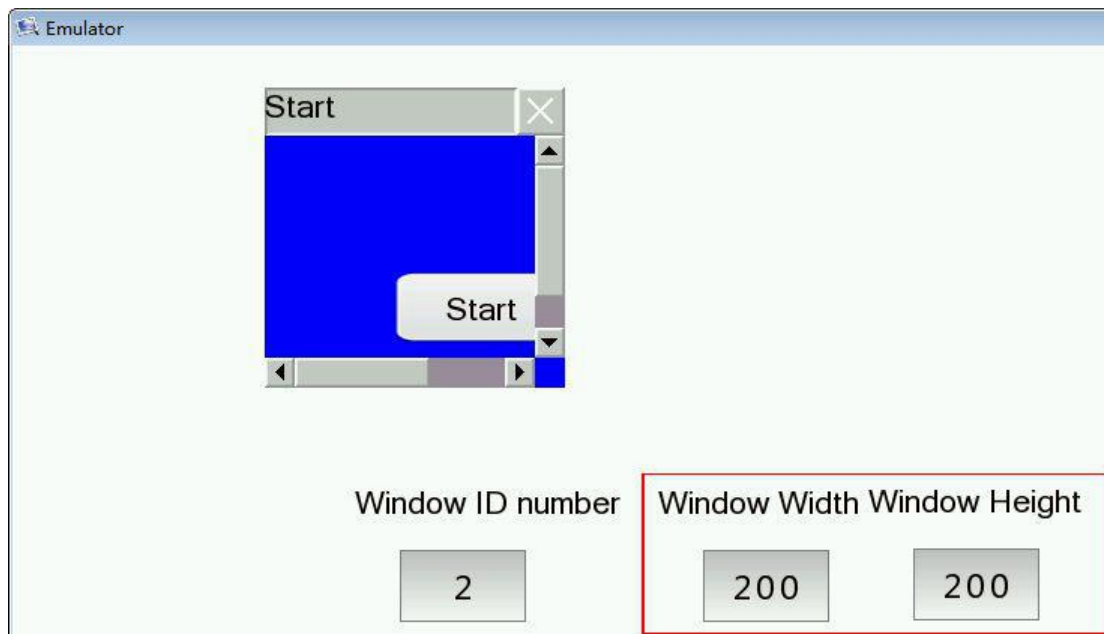 Emulator
Start
Start
Window ID number
Window Width
Window Height
2
200
200